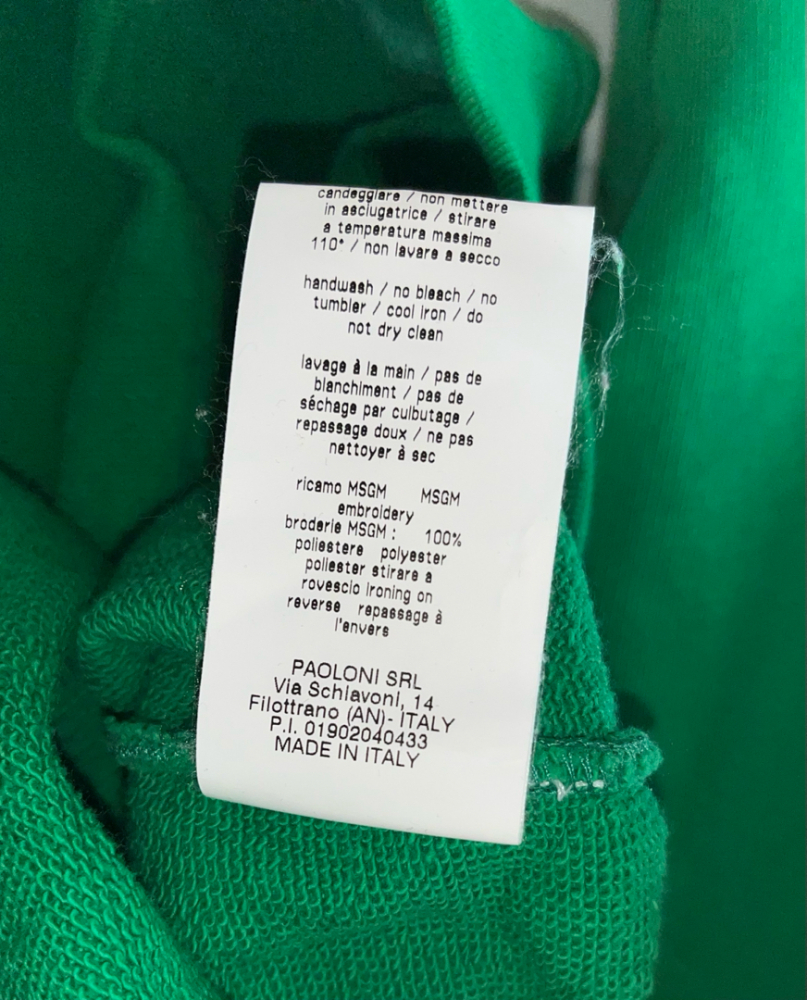 candeggiare / non mettere
in asciugatrice / stirare
a temperatura massima
110° / non lavare a secco
handwash / no bleach / no
tumbler / cool iron / do
not dry clean
lavage à la main / pas de
blanchiment / pas de
séchage par culbutage /
repassage doux / ne pas
nettoyer à sec
ricamo MSGM MSGM
embroidery
broderie MSGM : 100%
poliestere polyester
poliester stirare a
rovescio ironing on
reverse repassage à
l'envers
PAOLONI SRL
Via Schiavoni, 14
Filottrano (AN)- ITALY
P.I. 01902040433
MADE IN ITALY